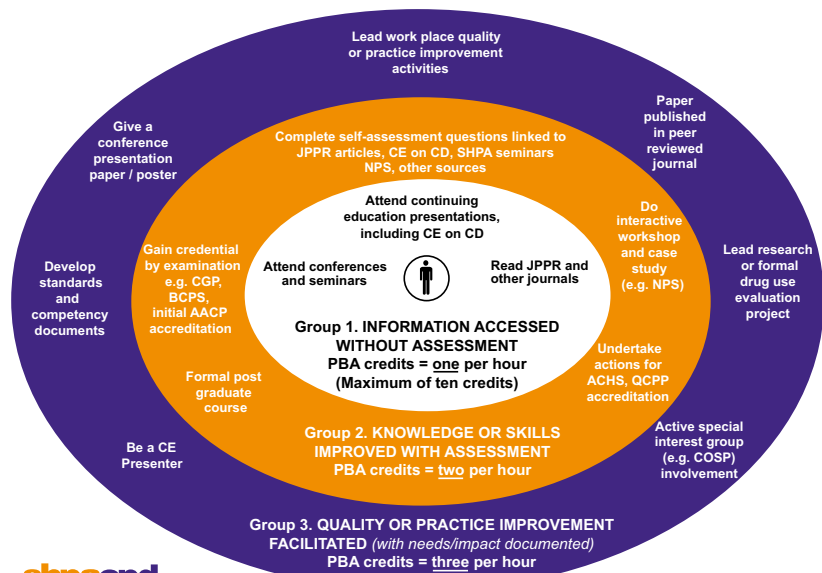 Lead work place quality
or practice improvement
activities
Give a
conference
presentation
paper / poster
Paper
published
in peer
reviewed
journal
Complete self-assessment questions linked to
JPPR articles, CE on CD, SHPA seminars
NPS, other sources
Attend continuing
education presentations,
including CE on CD
Do
interactive
workshop
and case
study
(e.g. NPS)
Gain credential
by examination
e.g. CGP,
BCPS,
initial AACP
accreditation
Develop
standards
and
competency
documents
Attend conferences
and seminars
Read JPPR and
other journals
Lead research
or formal
drug use
evaluation
project
Group 1. INFORMATION ACCESSED
WITHOUT ASSESSMENT
PBA credits = one per hour
(Maximum of ten credits)
Formal post
graduate
course
Undertake
actions for
ACHS, QCPP
accreditation
Be a CE
Presenter
Group 2. KNOWLEDGE OR SKILLS
IMPROVED WITH ASSESSMENT
PBA credits = two per hour
Active special
interest group
(e.g. COSP)
involvement
Group 3. QUALITY OR PRACTICE IMPROVEMENT
FACILITATED (with needs/impact documented)
PBA credits = three per hour